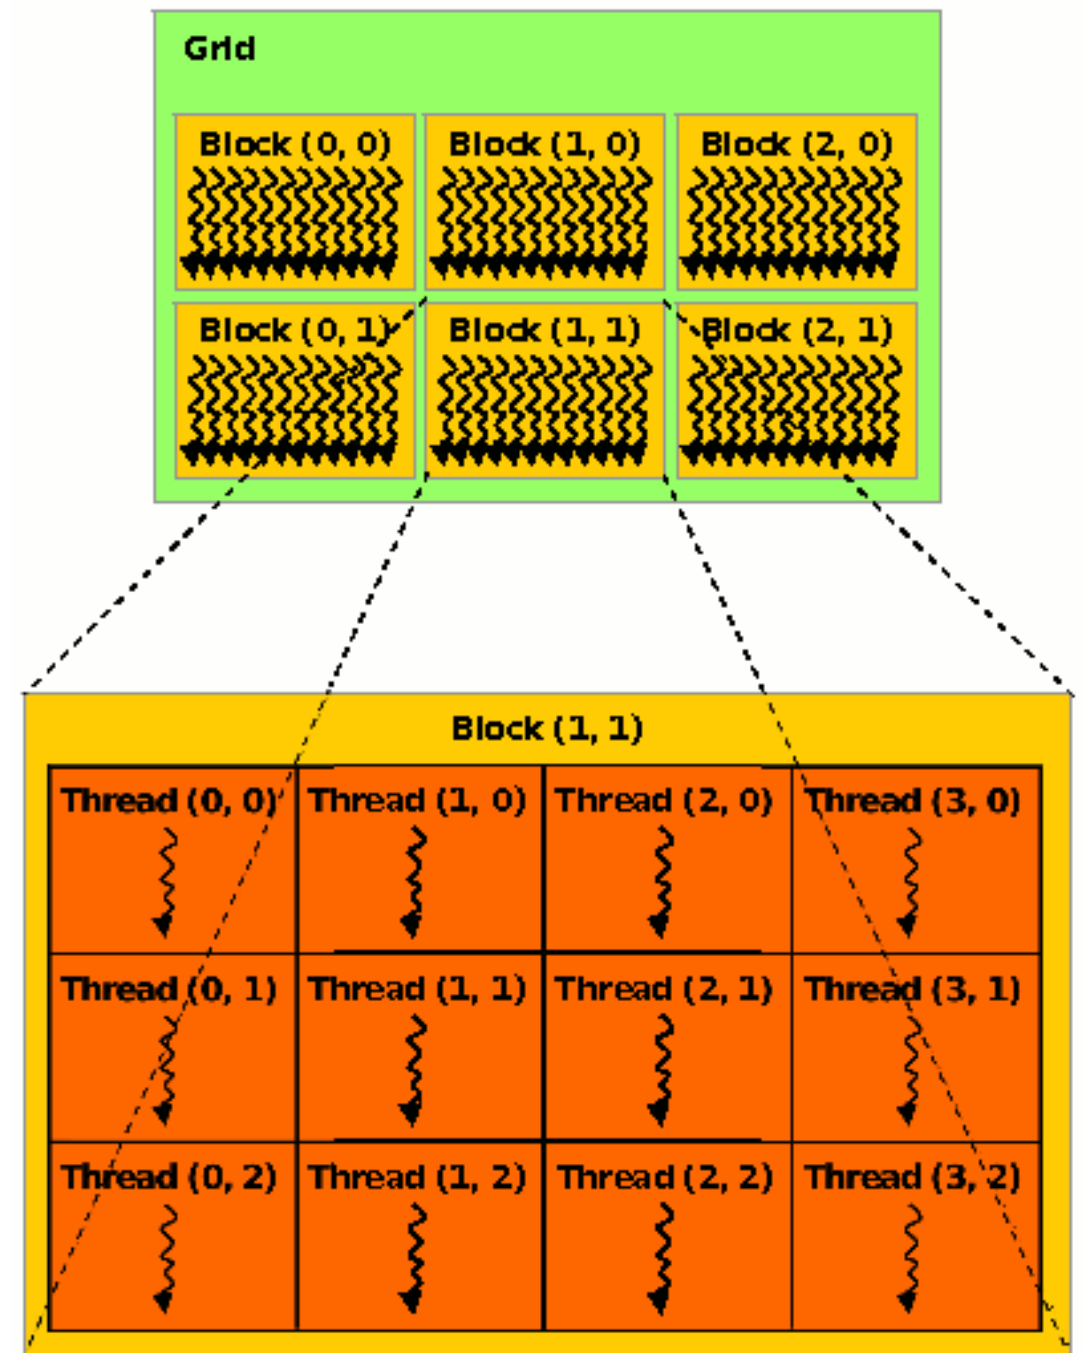 Grid
Block (0, 0) Block (1, 0) Block (2, 0)
Block (0, 1) Block (1, 1) Block (2, 1)
Block (1, 1)
Thread (0, 0) Thread (1, 0) Thread (2, 0) Thread (3, 0)
Thread (0, 1) Thread (1, 1) Thread (2, 1) Thread (3, 1)
Thread (0, 2) Thread (1, 2) Thread (2, 2) Thread (3, 2)